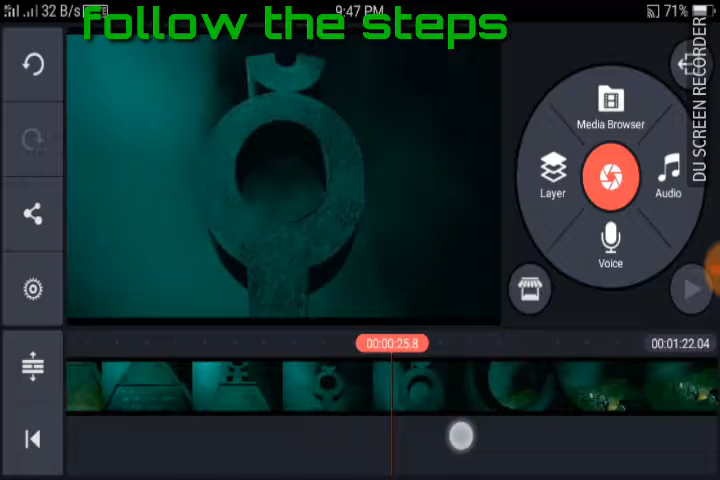 32 B/s
9:47 PM
71%
follow the steps
Media Browser
Layer
Audio
Voice
00:00:25.8
00:01:22.04
DU SCREEN RECORDER